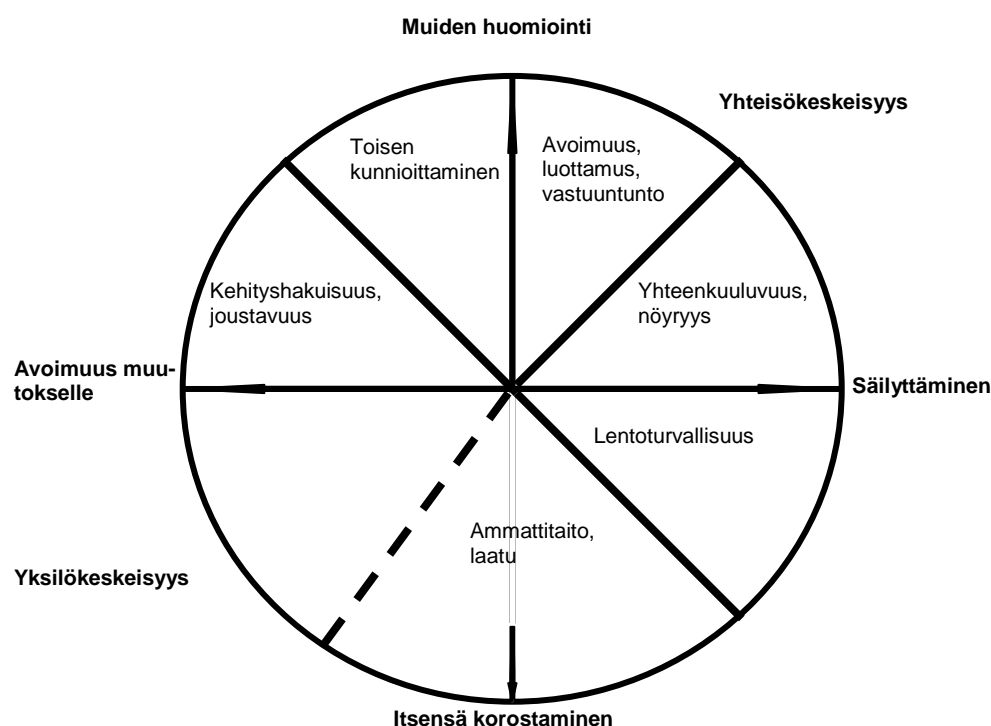 Muiden huomiointi
Yhteisökeskeisyys
Toisen
kunnioittaminen
Avoimuus,
luottamus,
vastuuntunto
Kehityshakuisuus,
joustavuus
Yhteenkuuluvuus,
nöyryys
Avoimuus muu-
tokselle
Säilyttäminen
Lentoturvallisuus
Ammattitaito,
laatu
Yksilökeskeisyys
Itsensä korostaminen